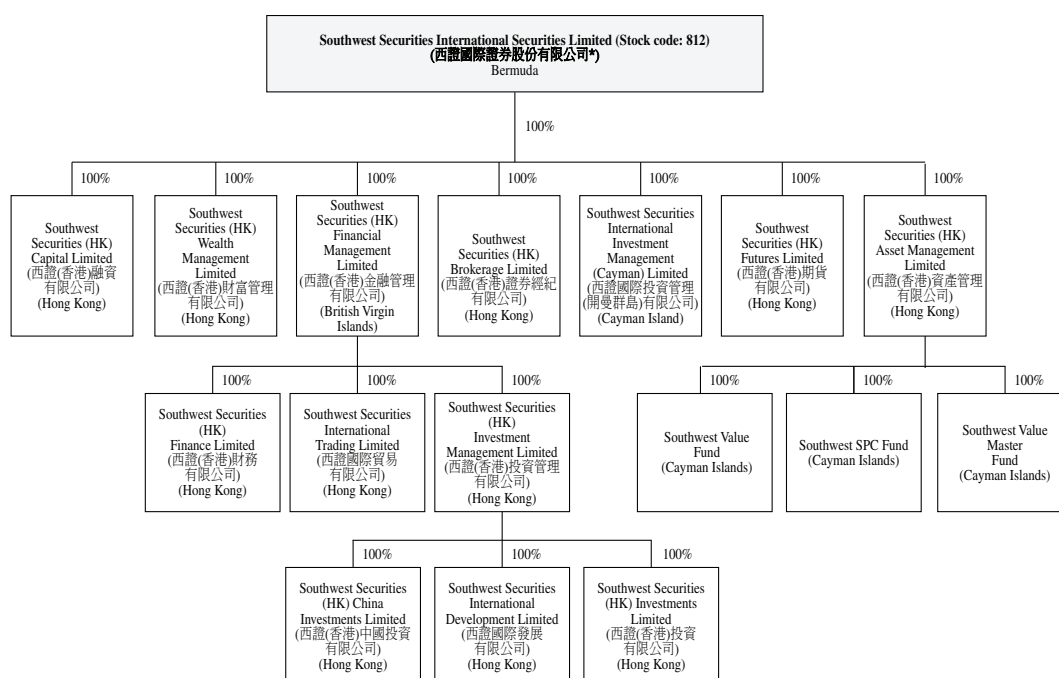 Southwest Securities International Securities Limited (Stock code: 812)
(西證國際證券股份有限公司*)
Bermuda
100%
100%
100%
100%
100%
100%
100%
100%
Southwest
Securities (HK)
Capital Limited
(西證(香港)融資
有限公司)
(Hong Kong)
Southwest
Securities (HK)
Wealth
Management
Limited
(西證(香港)財富管理
有限公司)
(Hong Kong)
Southwest
Securities (HK)
Financial
Management
Limited
(西證(香港)金融管理
有限公司)
(British Virgin
Islands)
Southwest
Securities (HK)
Brokerage Limited
(西證(香港)證券經紀
有限公司)
(Hong Kong)
Southwest Securities
International
Investment
Management
(Cayman) Limited
(西證國際投資管理
(開曼群島)有限公司)
(Cayman Island)
Southwest
Securities (HK)
Futures Limited
(西證(香港)期貨
有限公司)
(Hong Kong)
Southwest
Securities (HK)
Asset Management
Limited
(西證(香港)資產管理
有限公司)
(Hong Kong)
100%
100%
100%
100%
100%
100%
Southwest Securities
(HK)
Finance Limited
(西證(香港)財務
有限公司)
(Hong Kong)
Southwest Securities
International
Trading Limited
(西證國際貿易
有限公司)
(Hong Kong)
Southwest Securities
(HK)
Investment
Management Limited
(西證(香港)投資管理
有限公司)
(Hong Kong)
Southwest Value
Fund
(Cayman Islands)
Southwest SPC Fund
(Cayman Islands)
Southwest Value
Master
Fund
(Cayman Islands)
100%
100%
100%
Southwest Securities
(HK) China
Investments Limited
(西證(香港)中國投資
有限公司)
(Hong Kong)
Southwest Securities
International
Development Limited
(西證國際發展
有限公司)
(Hong Kong)
Southwest Securities
(HK) Investments
Limited
(西證(香港)投資
有限公司)
(Hong Kong)